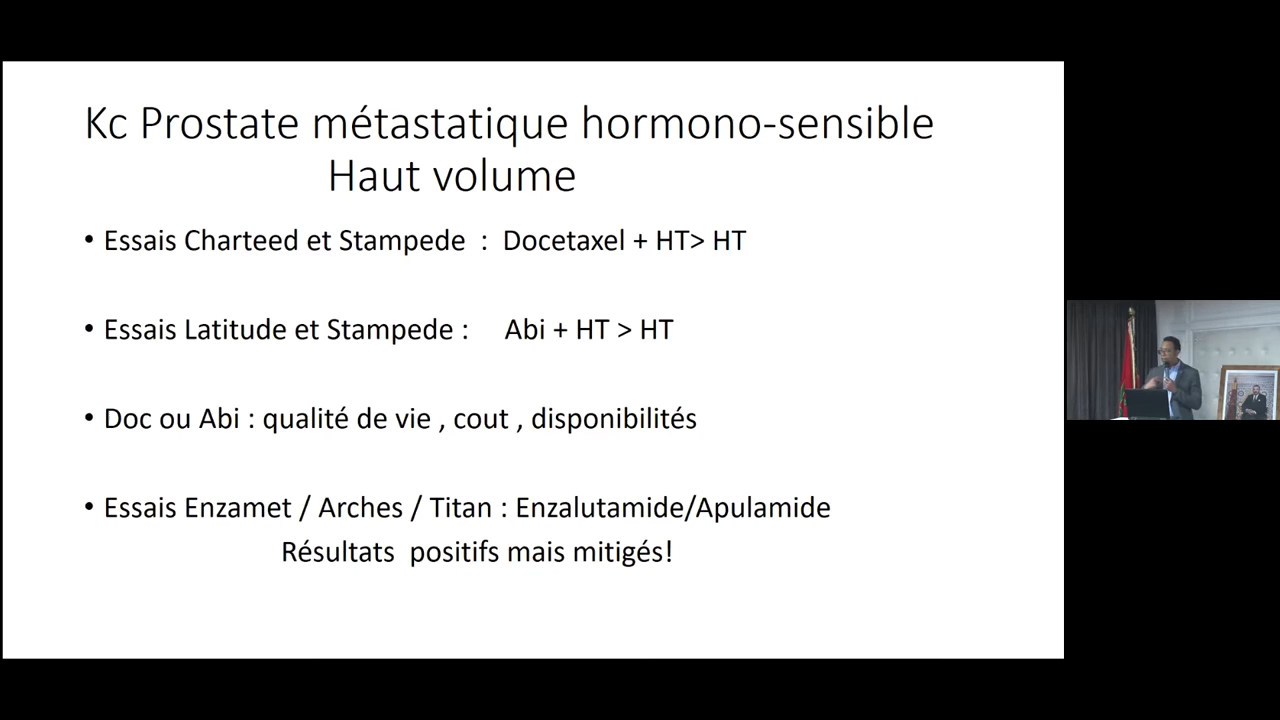 Kc Prostate métastatique hormono-sensible
Haut volume
• Essais Charteed et Stampede : Docetaxel + HT> HT
• Essais Latitude et Stampede : Abi + HT > HT
• Doc ou Abi : qualité de vie , cout , disponibilités
• Essais Enzamet / Arches / Titan : Enzalutamide/Apulamide
Résultats positifs mais mitigés!